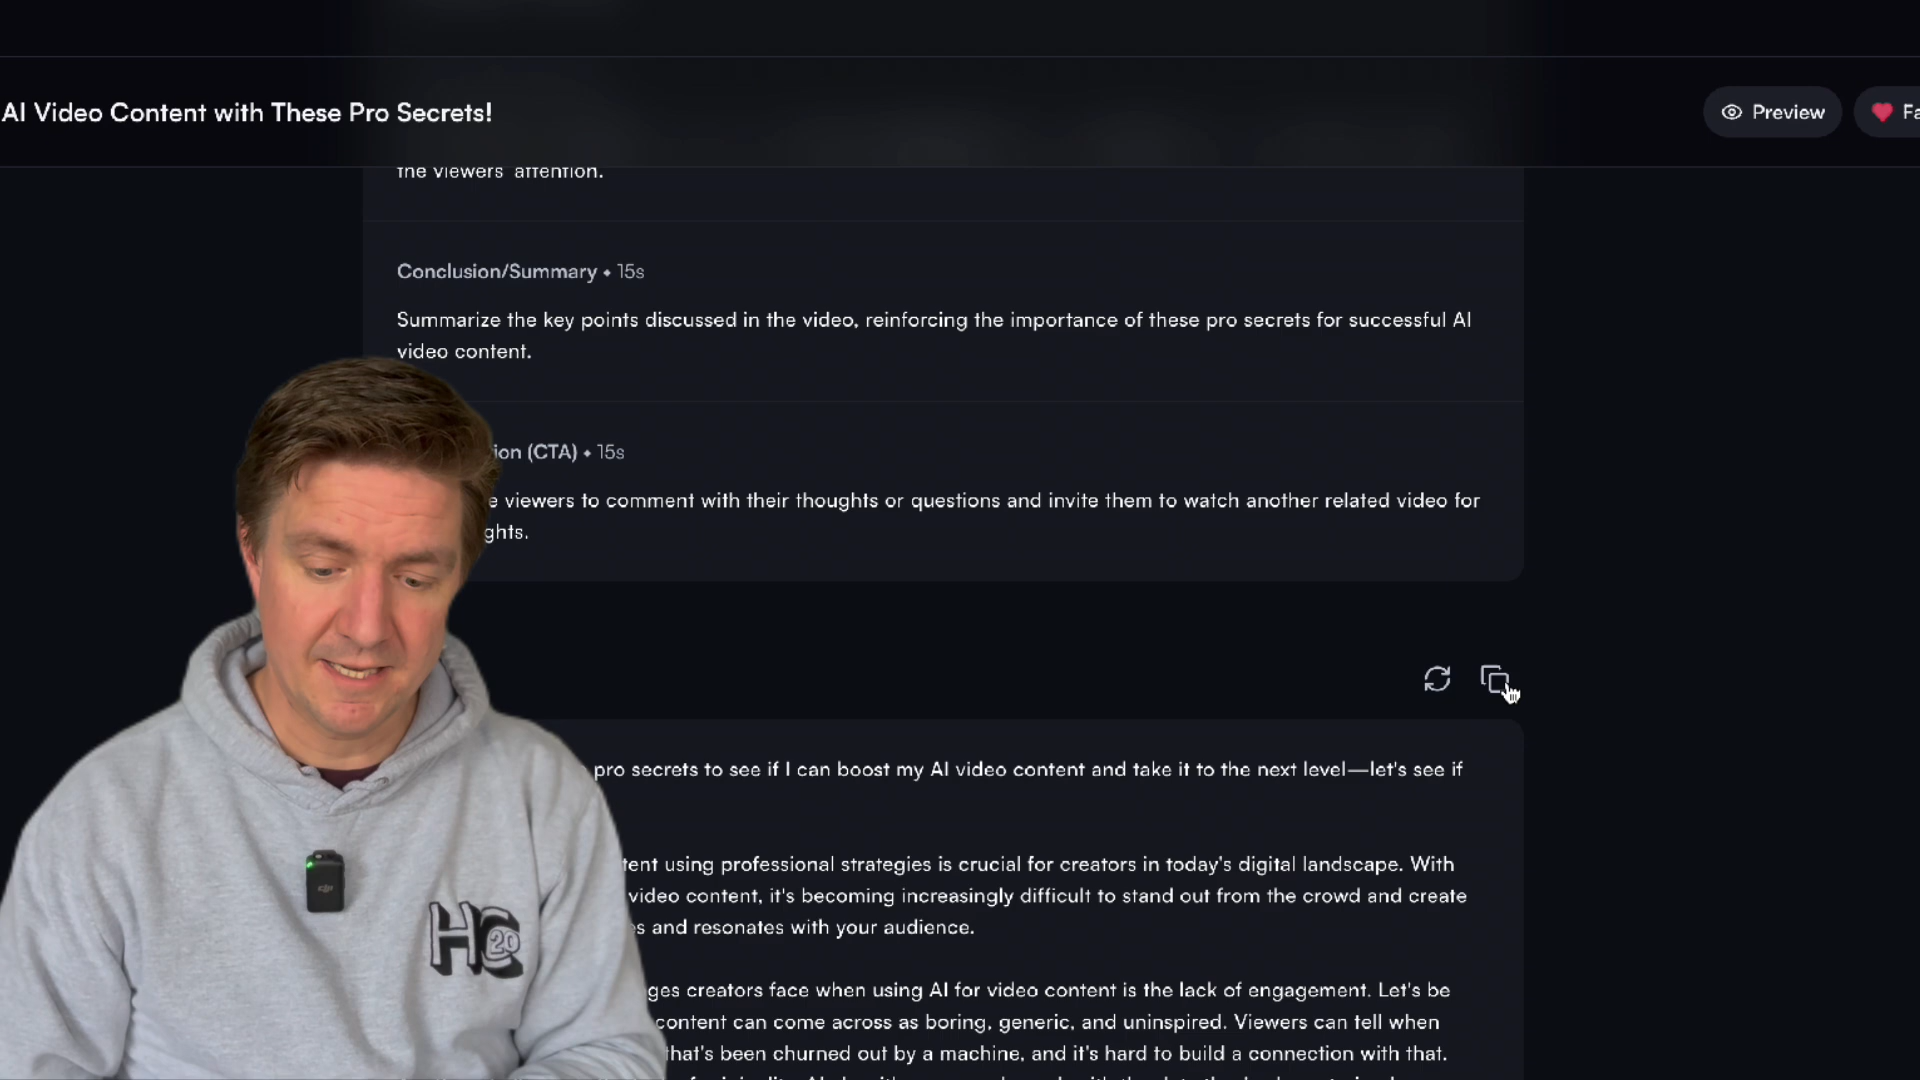 AI Video Content with These Pro Secrets!
Preview
Fa
the viewers' attention.
Conclusion/Summary • 15s
Summarize the key points discussed in the video, reinforcing the importance of these pro secrets for successful AI
video content.
ion (CTA) • 15s
e viewers to comment with their thoughts or questions and invite them to watch another related video for
ghts.
pro secrets to see if I can boost my AI video content and take it to the next level—let's see if
tent using professional strategies is crucial for creators in today's digital landscape. With
video content, it's becoming increasingly difficult to stand out from the crowd and create
es and resonates with your audience.
ges creators face when using AI for video content is the lack of engagement. Let's be
content can come across as boring, generic, and uninspired. Viewers can tell when
that's been churned out by a machine, and it's hard to build a connection with that.
dji
HC
20